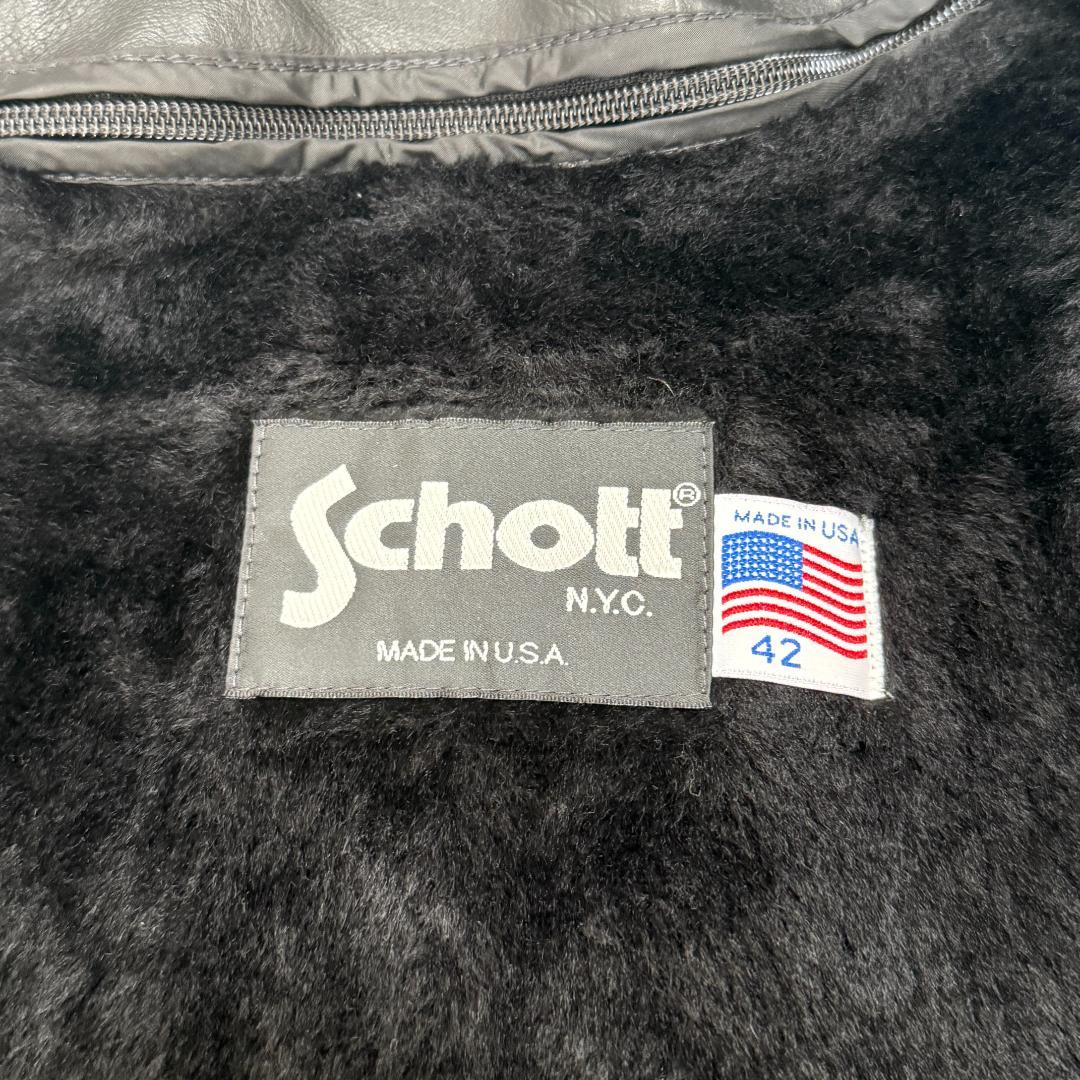 Schott®
N.Y.C.
MADE IN U.S.A.
MADE IN USA
42